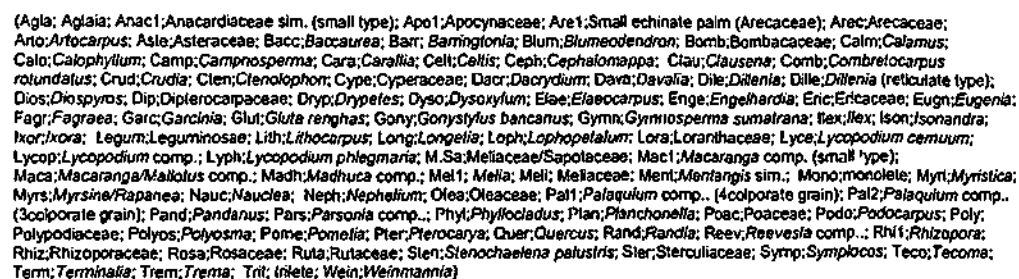 (Agla; Aglaia; Anac1;Anacardiaceae sim. (small type); Apo1;Apocynaceae; Are1;Small echinate palm (Arecaceae); Arec;Arecaceae;
Arto;Artocarpus; Aste;Asteraceae; Bacc;Baccaurea; Barr; Barringtonia; Blum;Blumeodendron; Bomb;Bombacaceae; Calm;Calamus;
Calo;Calophyllum; Camp;Campnosperma; Cara;Carallia; Celt;Celtis; Ceph;Cephalomappa; Clau;Clausena; Comb;Combretocarpus
rotundatus; Crud;Crudia; Cten;Ctenolophon; Cype;Cyperaceae; Dacr;Dacrydium; Dava;Davalia; Dile;Dillenia; Dille;Dillenia (reticulate type);
Dios;Diospyros; Dip;Dipterocarpaceae; Dryp;Drypetes; Dyso;Dysoxylum; Elae;Elaeocarpus; Enge;Engelhardia; Eric;Ericaceae; Eugn;Eugenia;
Fagr;Fagraea; Garc;Garcinia; Glut;Gluta renghas; Gony;Gonystylus bancanus; Gymn;Gymnosperma sumatrana; Ilex;Ilex; Ison;Isonandra;
Ixor;Ixora; Legum;Leguminosae; Lith;Lithocarpus; Long;Longetia; Loph;Lophopetalum; Lora;Loranthaceae; Lyce;Lycopodium cernuum;
Lycop;Lycopodium comp.; Lyph;Lycopodium phlegmaria; M.Sa;Meliaceae/Sapotaceae; Mac1;Macaranga comp. (small type);
Maca;Macaranga/Mallotus comp.; Madh;Madhuca comp.; Mel1; Melia; Meli; Meliaceae; Ment;Mentangis sim.; Mono;monolete; Myri;Myristica;
Myrs;Myrsine/Rapanea; Nauc;Nauclea; Neph;Nephelium; Olea;Oleaceae; Pal1;Palaquium comp.. (4colporate grain); Pal2;Palaquium comp..
(3colporate grain); Pand;Pandanus; Pars;Parsonia comp..; Phyl;Phyllocladus; Plan;Planchonella; Poac;Poaceae; Podo;Podocarpus; Poly;
Polypodiaceae; Polyos;Polyosma; Pome;Pometia; Pter;Pterocarya; Quer;Quercus; Rand;Randia; Reev;Reevesia comp..; Rhi1;Rhizopora;
Rhiz;Rhizoporaceae; Rosa;Rosaceae; Ruta;Rutaceae; Sten;Stenochaelena palustris; Ster;Sterculiaceae; Symp;Symplocos; Teco;Tecoma;
Term;Terminalia; Trem;Trema; Trit; trilete; Wein;Weinmannia)